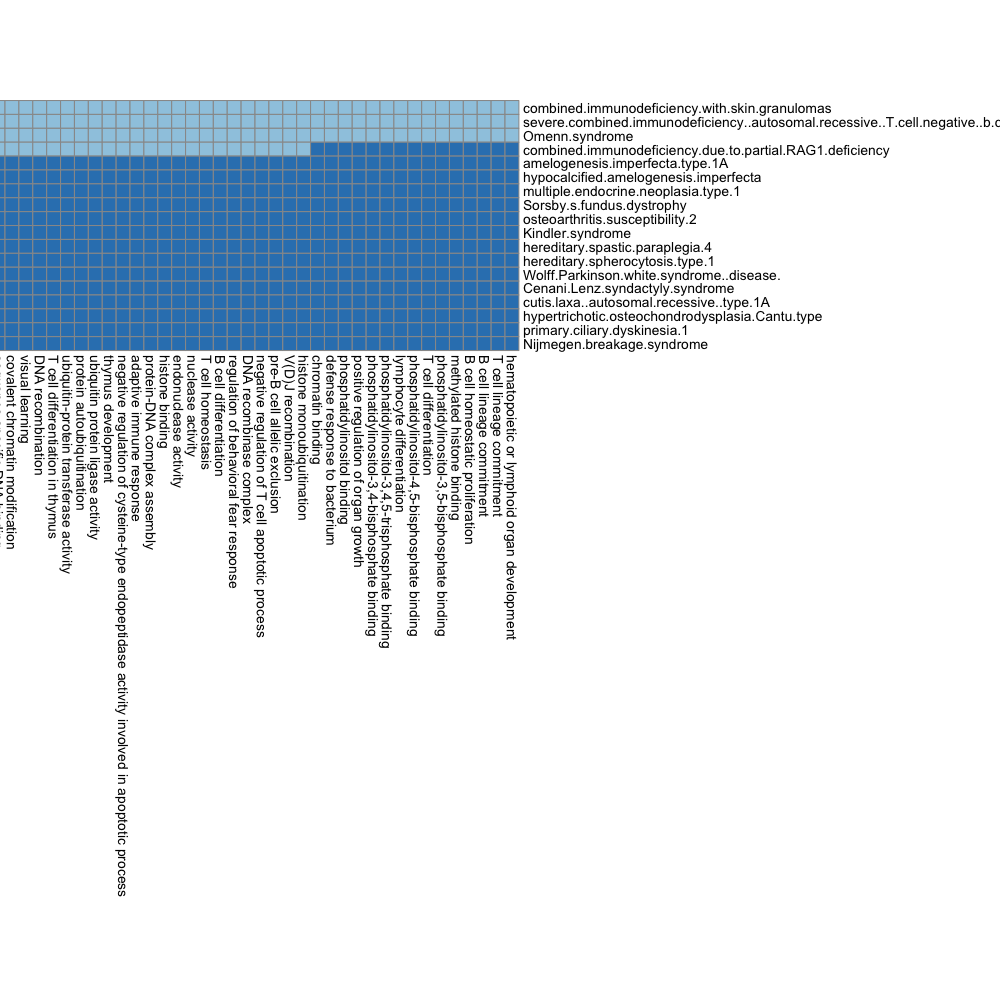 combined.immunodeficiency.with.skin.granulomas
severe.combined.immunodeficiency..autosomal.recessive..T.cell.negative..b.c
Omenn.syndrome
combined.immunodeficiency.due.to.partial.RAG1.deficiency
amelogenesis.imperfecta.type.1A
hypocalcified.amelogenesis.imperfecta
multiple.endocrine.neoplasia.type.1
Sorsby.s.fundus.dystrophy
osteoarthritis.susceptibility.2
Kindler.syndrome
hereditary.spastic.paraplegia.4
hereditary.spherocytosis.type.1
Wolff.Parkinson.white.syndrome..disease.
Cenani.Lenz.syndactyly.syndrome
cutis.laxa..autosomal.recessive..type.1A
hypertrichotic.osteochondrodysplasia.Cantu.type
primary.ciliary.dyskinesia.1
Nijmegen.breakage.syndrome
covalent chromatin modification
visual learning
DNA recombination
T cell differentiation in thymus
ubiquitin-protein transferase activity
protein autoubiquitination
ubiquitin protein ligase activity
thymus development
negative regulation of cysteine-type endopeptidase activity involved in apoptotic process
adaptive immune response
protein-DNA complex assembly
histone binding
endonuclease activity
nuclease activity
T cell homeostasis
B cell differentiation
regulation of behavioral fear response
DNA recombinase complex
negative regulation of T cell apoptotic process
pre-B cell allelic exclusion
V(D)J recombination
histone monoubiquitination
chromatin binding
defense response to bacterium
phosphatidylinositol binding
positive regulation of organ growth
phosphatidylinositol-3,4-bisphosphate binding
phosphatidylinositol-3,4,5-trisphosphate binding
lymphocyte differentiation
phosphatidylinositol-4,5-bisphosphate binding
T cell differentiation
phosphatidylinositol-3,5-bisphosphate binding
methylated histone binding
B cell homeostatic proliferation
B cell lineage commitment
T cell lineage commitment
hematopoietic or lymphoid organ development